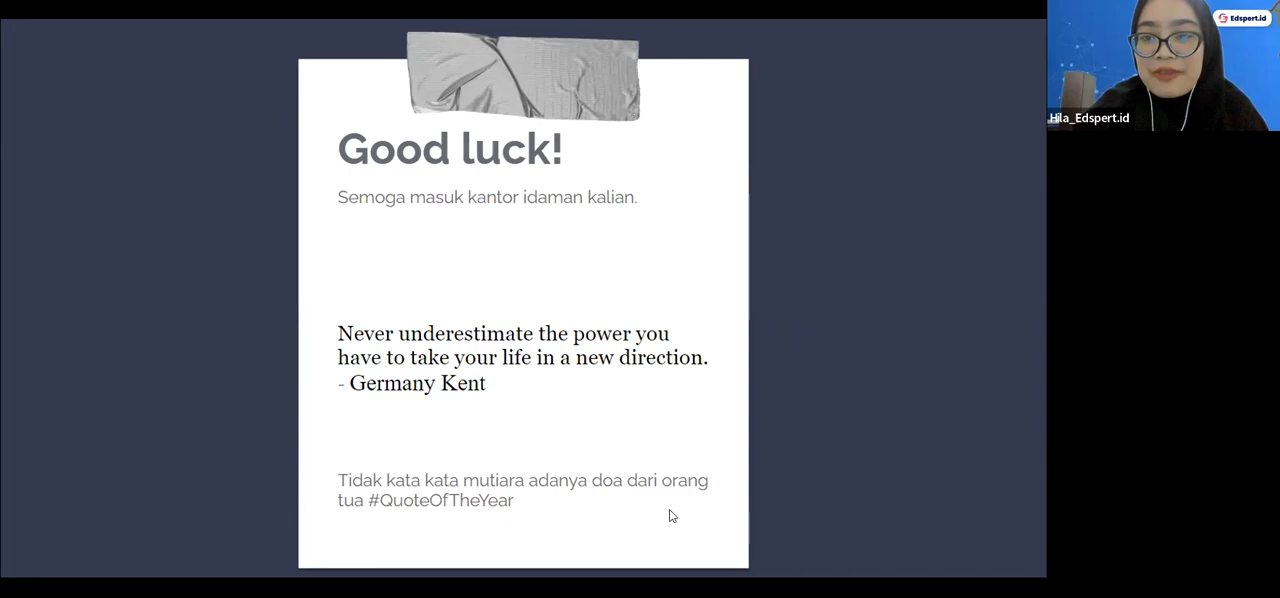 Good luck!
Semoga masuk kantor idaman kalian.
Never underestimate the power you
have to take your life in a new direction.
- Germany Kent
Tidak kata kata mutiara adanya doa dari orang
tua #QuoteOfTheYear
Edspert.id
Hila_Edspert.id